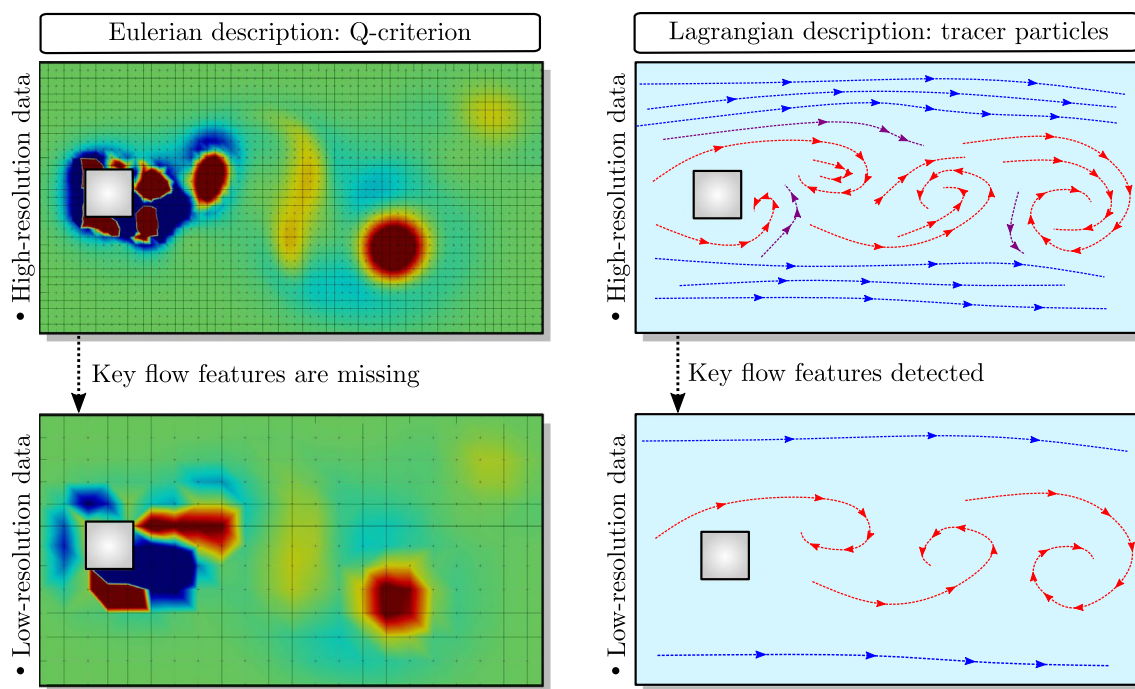 Eulerian description: Q-criterion
Lagrangian description: tracer particles
• High-resolution data
• High-resolution data
Key flow features are missing
Key flow features detected
• Low-resolution data
• Low-resolution data